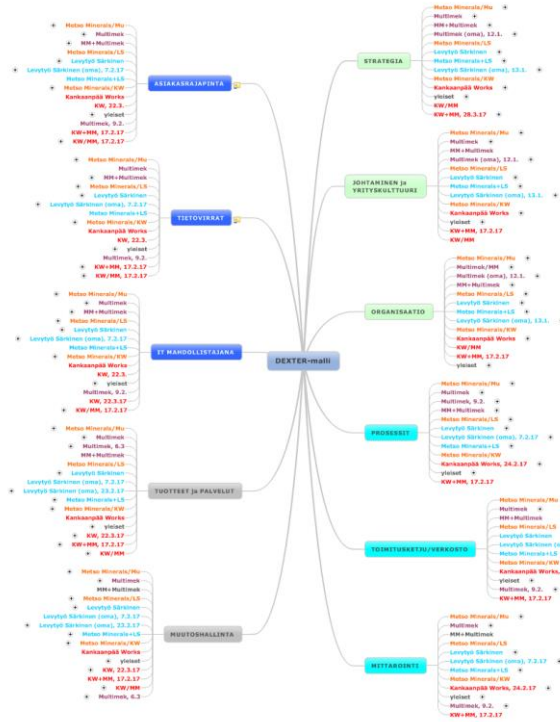 DEXTER-malli
ASIAKASRAJAPINTA
Metso Minerals/Mu
Multimek
MM+Multimek
Metso Minerals/LS
Levytyö Särkinen
Levytyö Särkinen (oma), 7.2.17
Metso Minerals+LS
Metso Minerals/KW
Kankaanpää Works
KW, 22.3.
yleiset
Multimek, 9.2.
KW+MM, 17.2.17
KW/MM, 17.2.17
TIETOVIRRAT
Metso Minerals/Mu
Multimek
MM+Multimek
Metso Minerals/LS
Levytyö Särkinen
Levytyö Särkinen (oma), 7.2.17
Metso Minerals+LS
Metso Minerals/KW
Kankaanpää Works
KW, 22.3.
yleiset
Multimek, 9.2.
KW+MM, 17.2.17
KW/MM, 17.2.17
IT MAHDOLLISTAJANA
Metso Minerals/Mu
Multimek
MM+Multimek
Metso Minerals/LS
Levytyö Särkinen
Levytyö Särkinen (oma), 7.2.17
Metso Minerals+LS
Metso Minerals/KW
Kankaanpää Works
KW, 22.3.
yleiset
Multimek, 9.2.
KW, 22.3.17
KW+MM, 17.2.17
TUOTTEET ja PALVELUT
Metso Minerals/Mu
Multimek
Multimek, 6.3
MM+Multimek
Metso Minerals/LS
Levytyö Särkinen
Levytyö Särkinen (oma), 7.2.17
Levytyö Särkinen (oma), 23.2.17
Metso Minerals+LS
Metso Minerals/KW
Kankaanpää Works
yleiset
KW, 22.3.17
KW+MM, 17.2.17
KW/MM
MUUTOSHALLINTA
Metso Minerals/Mu
Multimek
MM+Multimek
Metso Minerals/LS
Levytyö Särkinen
Levytyö Särkinen (oma), 7.2.17
Levytyö Särkinen (oma), 23.2.17
Metso Minerals+LS
Metso Minerals/KW
Kankaanpää Works
yleiset
KW, 22.3.17
KW+MM, 17.2.17
KW/MM
Multimek, 6.3
STRATEGIA
Metso Minerals/Mu
Multimek
MM+Multimek
Multimek (oma), 12.1.
Metso Minerals/LS
Levytyö Särkinen
Metso Minerals+LS
Levytyö Särkinen (oma), 13.1.
Metso Minerals/KW
Kankaanpää Works
yleiset
KW/MM
KW+MM, 28.3.17
JOHTAMINEN ja
YRITYSKULTTUURI
Metso Minerals/Mu
Multimek
MM+Multimek
Multimek (oma), 12.1.
Metso Minerals/LS
Levytyö Särkinen
Metso Minerals+LS
Levytyö Särkinen (oma), 13.1.
Metso Minerals/KW
Kankaanpää Works
yleiset
KW+MM, 17.2.17
KW/MM
ORGANISAATIO
Metso Minerals/Mu
Multimek/MM
Multimek (oma), 12.1.
MM+Multimek
Metso Minerals/LS
Levytyö Särkinen
Metso Minerals+LS
Levytyö Särkinen (oma), 13.1.
Metso Minerals/KW
Kankaanpää Works
KW/MM
KW+MM, 17.2.17
yleiset
PROSESSIT
Metso Minerals/Mu
Multimek
Multimek, 9.2.
MM+Multimek
Metso Minerals/LS
Levytyö Särkinen
Levytyö Särkinen (oma), 7.2.17
Metso Minerals+LS
Metso Minerals/KW
Kankaanpää Works, 24.2.17
yleiset
KW+MM, 17.2.17
TOIMITUSKETJU/VERKOSTO
Metso Minerals/Mu
Multimek
MM+Multimek
Metso Minerals/LS
Levytyö Särkinen
Levytyö Särkinen (o
Metso Minerals+LS
Metso Minerals/KW
Kankaanpää Works,
yleiset
Multimek, 9.2.
KW+MM, 17.2.17
MITTAROINTI
Metso Minerals/Mu
Multimek
MM+Multimek
Metso Minerals/LS
Levytyö Särkinen
Levytyö Särkinen (oma), 7.2.17
Metso Minerals+LS
Metso Minerals/KW
Kankaanpää Works, 24.2.17
yleiset
Multimek, 9.2.
KW+MM, 17.2.17